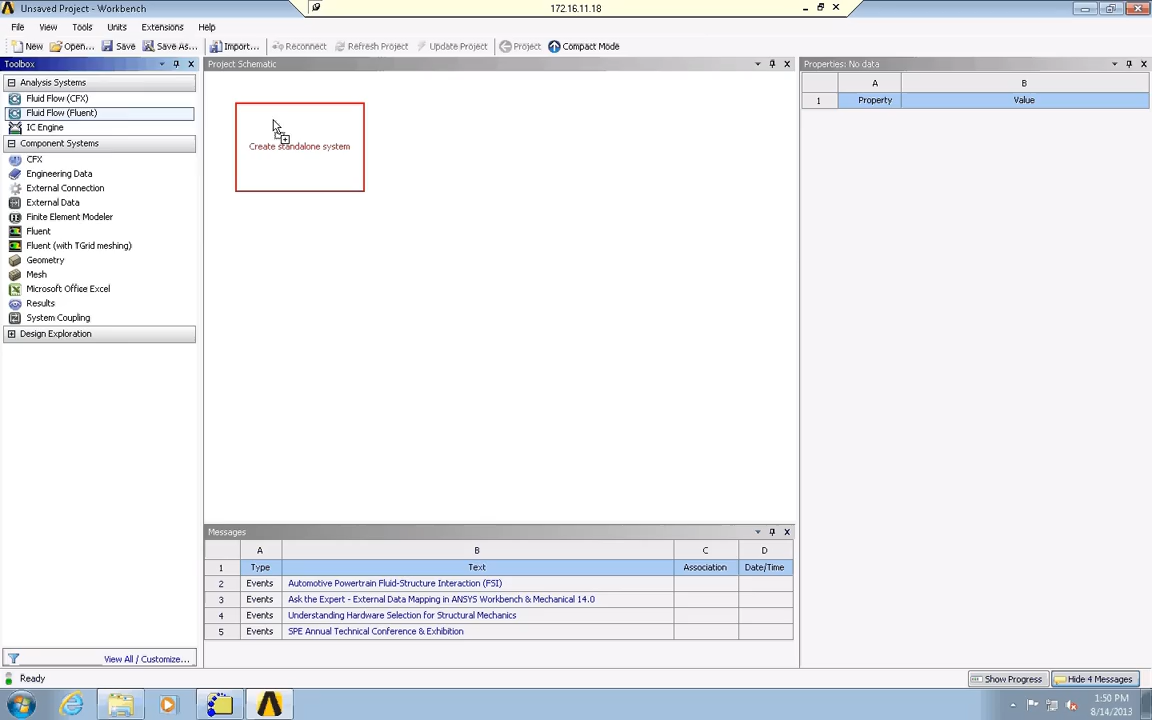 Unsaved Project - Workbench
172.16.11.18
File View Tools Units Extensions Help
New Open... Save Save As... Import... Reconnect Refresh Project Update Project Project Compact Mode
Toolbox
Project Schematic
Properties: No data
Analysis Systems
Fluid Flow (CFX)
Fluid Flow (Fluent)
IC Engine
Component Systems
CFX
Engineering Data
External Connection
External Data
Finite Element Modeler
Fluent
Fluent (with TGrid meshing)
Geometry
Mesh
Microsoft Office Excel
Results
System Coupling
Design Exploration
View All / Customize...
Create standalone system
A B
1 Property Value
Messages
A B C D
1 Type Text Association Date/Time
2 Events Automotive Powertrain Fluid-Structure Interaction (FSI)
3 Events Ask the Expert - External Data Mapping in ANSYS Workbench & Mechanical 14.0
4 Events Understanding Hardware Selection for Structural Mechanics
5 Events SPE Annual Technical Conference & Exhibition
Ready
Show Progress Hide 4 Messages
1:50 PM
8/14/2013